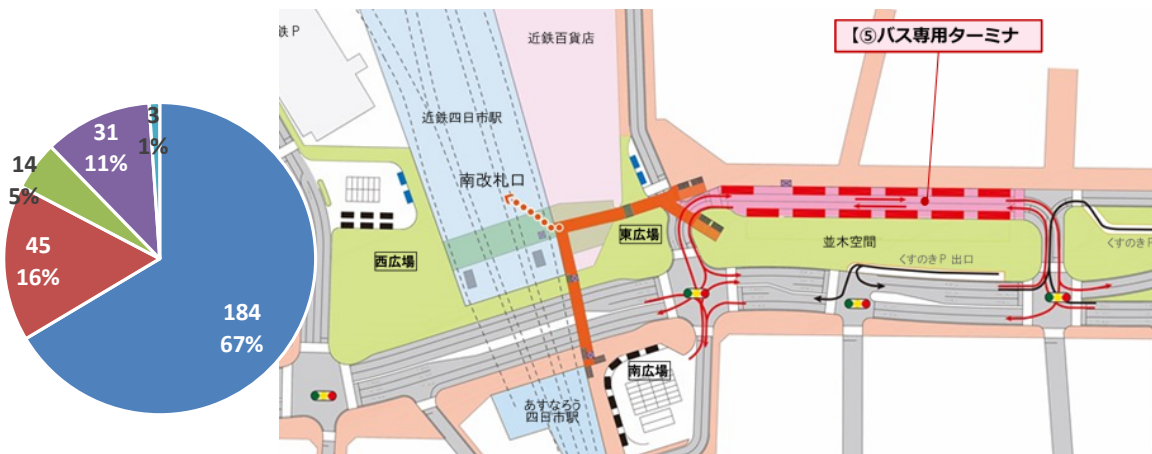 3
1%
31
11%
14
5%
45
16%
184
67%
鉄P
近鉄百貨店
【⑤バス専用ターミナ
近鉄四日市駅
南改札口
東広場
西広場
並木空間
くすのきP 出口
くすのきP
南広場
あすなろう
四日市駅